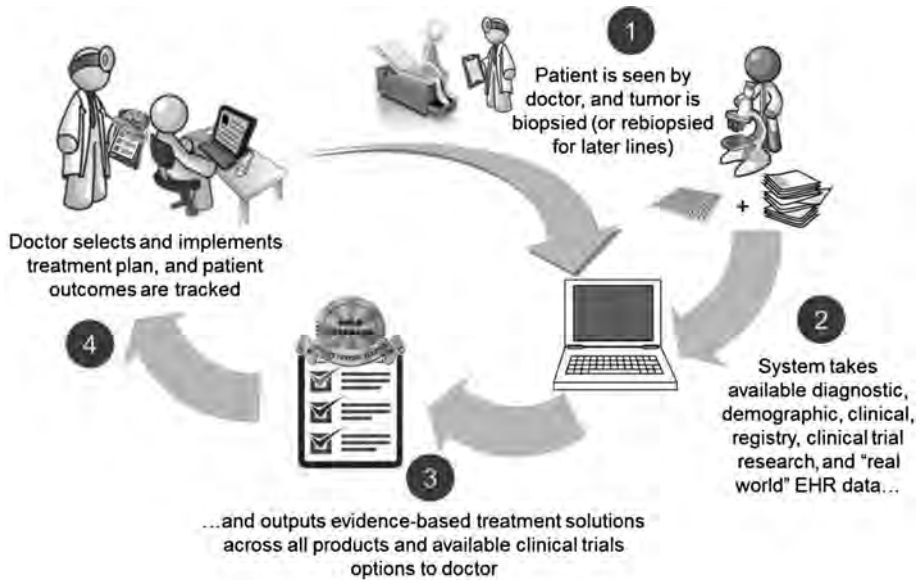 1
Patient is seen by
doctor, and tumor is
biopsied (or rebiopsied
for later lines)
+
2
System takes
available diagnostic,
demographic, clinical,
registry, clinical trial
research, and “real
world” EHR data…
3
…and outputs evidence-based treatment solutions
across all products and available clinical trials
options to doctor
4
Doctor selects and implements
treatment plan, and patient
outcomes are tracked